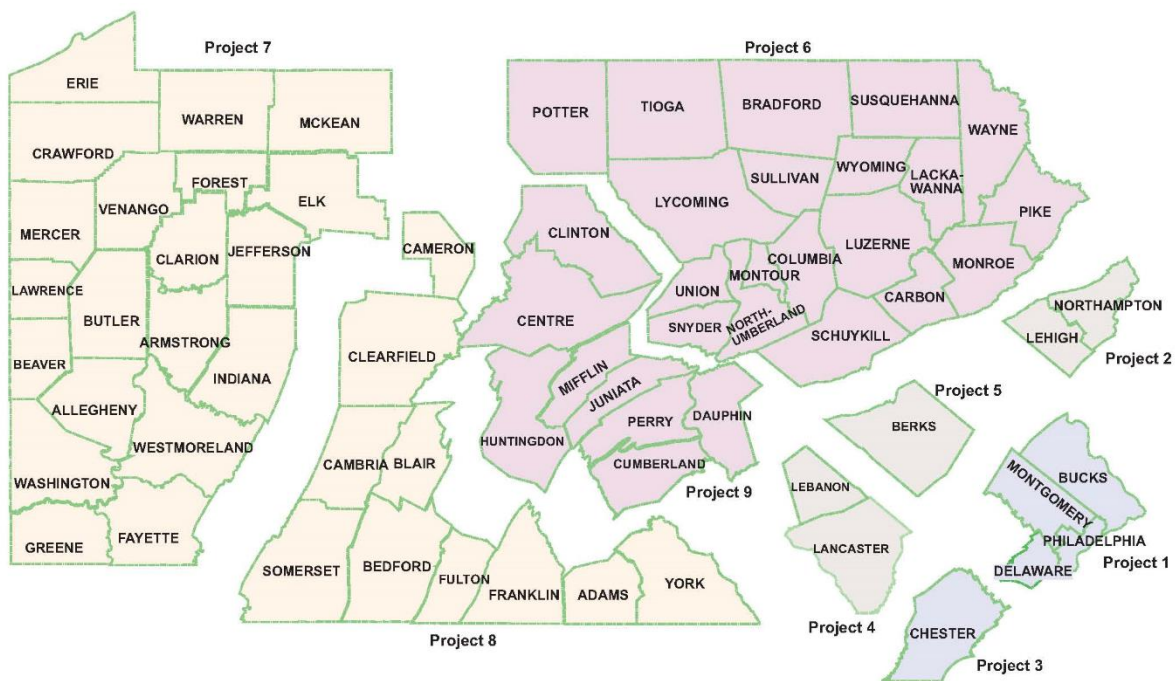 Project 7
ERIE
WARREN
MCKEAN
CRAWFORD
FOREST
VENANGO
ELK
MERCER
CLARION
JEFFERSON
LAWRENCE
BUTLER
ARMSTRONG
BEAVER
INDIANA
ALLEGHENY
WESTMORELAND
WASHINGTON
FAYETTE
GREENE
CAMERON
CLEARFIELD
CAMBRIA
BLAIR
SOMERSET
BEDFORD
FULTON
FRANKLIN
ADAMS
YORK
Project 8
Project 6
POTTER
TIOGA
BRADFORD
SUSQUEHANNA
WAYNE
WYOMING
SULLIVAN
LACKA-
WANNA
LYCOMING
PIKE
LUZERNE
COLUMBIA
MONTOUR
MONROE
UNION
CARBON
SNYDER
NORTH-
UMBERLAND
SCHUYKILL
CLINTON
CENTRE
MIFFLIN
JUNIATA
HUNTINGDON
PERRY
DAUPHIN
CUMBERLAND
Project 9
NORTHAMPTON
LEHIGH
Project 2
Project 5
BERKS
LEBANON
LANCASTER
Project 4
BUCKS
MONTGOMERY
PHILADELPHIA
DELAWARE
Project 1
CHESTER
Project 3